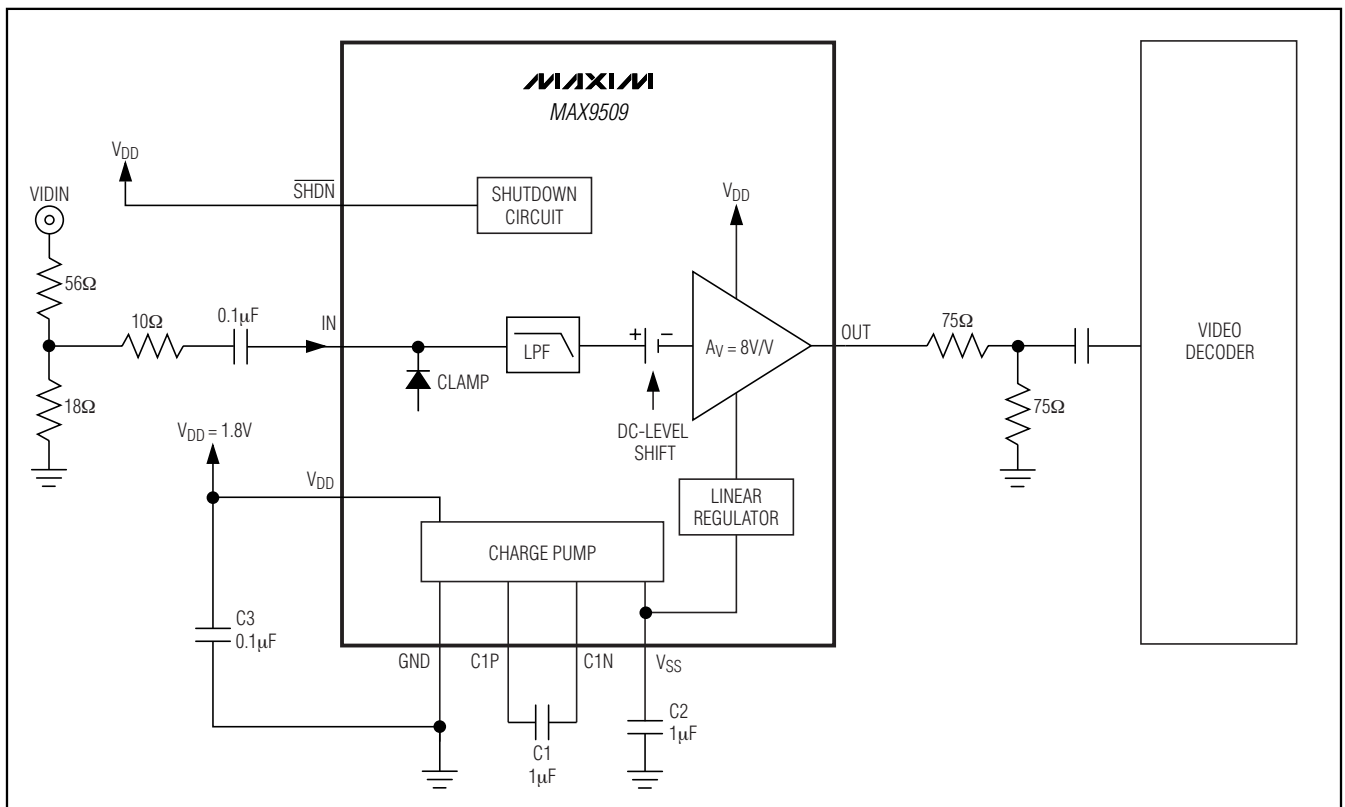 MAXIM
MAX9509
VDD
VIDIN
SHDN
SHUTDOWN
CIRCUIT
VDD
56Ω
10Ω
0.1µF
IN
LPF
+
−
AV = 8V/V
OUT
75Ω
VIDEO
DECODER
CLAMP
18Ω
75Ω
DC-LEVEL
SHIFT
VDD = 1.8V
VDD
LINEAR
REGULATOR
CHARGE PUMP
C3
0.1µF
GND
C1P
C1N
VSS
C2
1µF
C1
1µF